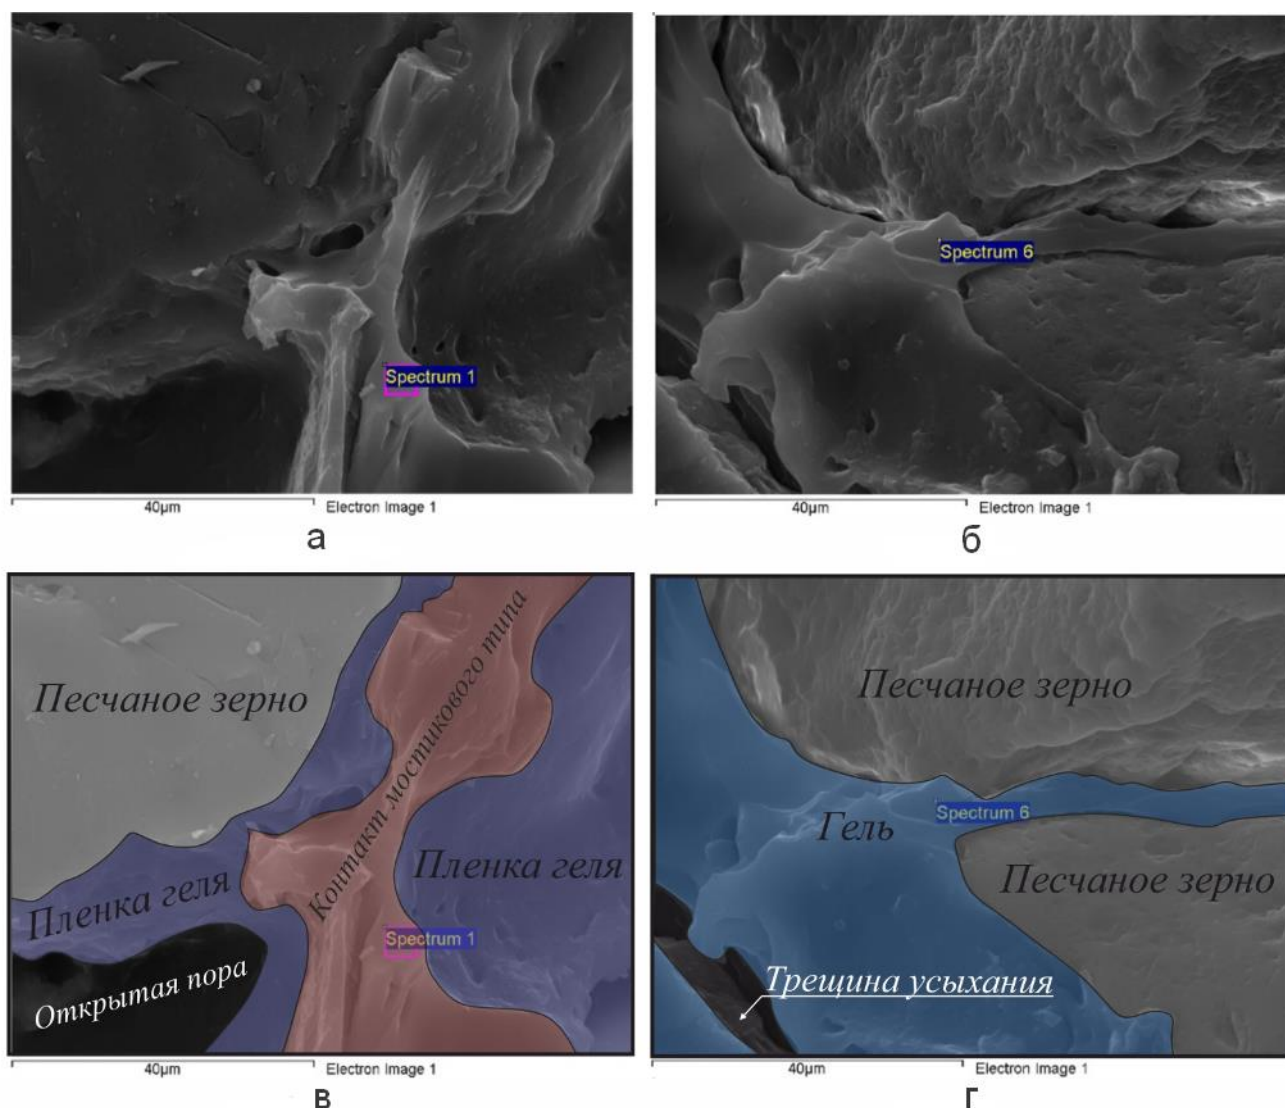 Spectrum 1
Spectrum 6
40µm
Electron Image 1
40µm
Electron Image 1
а
б
Песчаное зерно
Контакт мостикового типа
Пленка геля
Пленка геля
Spectrum 1
Открытая пора
Песчаное зерно
Spectrum 6
Гель
Песчаное зерно
Трещина усыхания
40µm
Electron Image 1
40µm
Electron Image 1
в
г